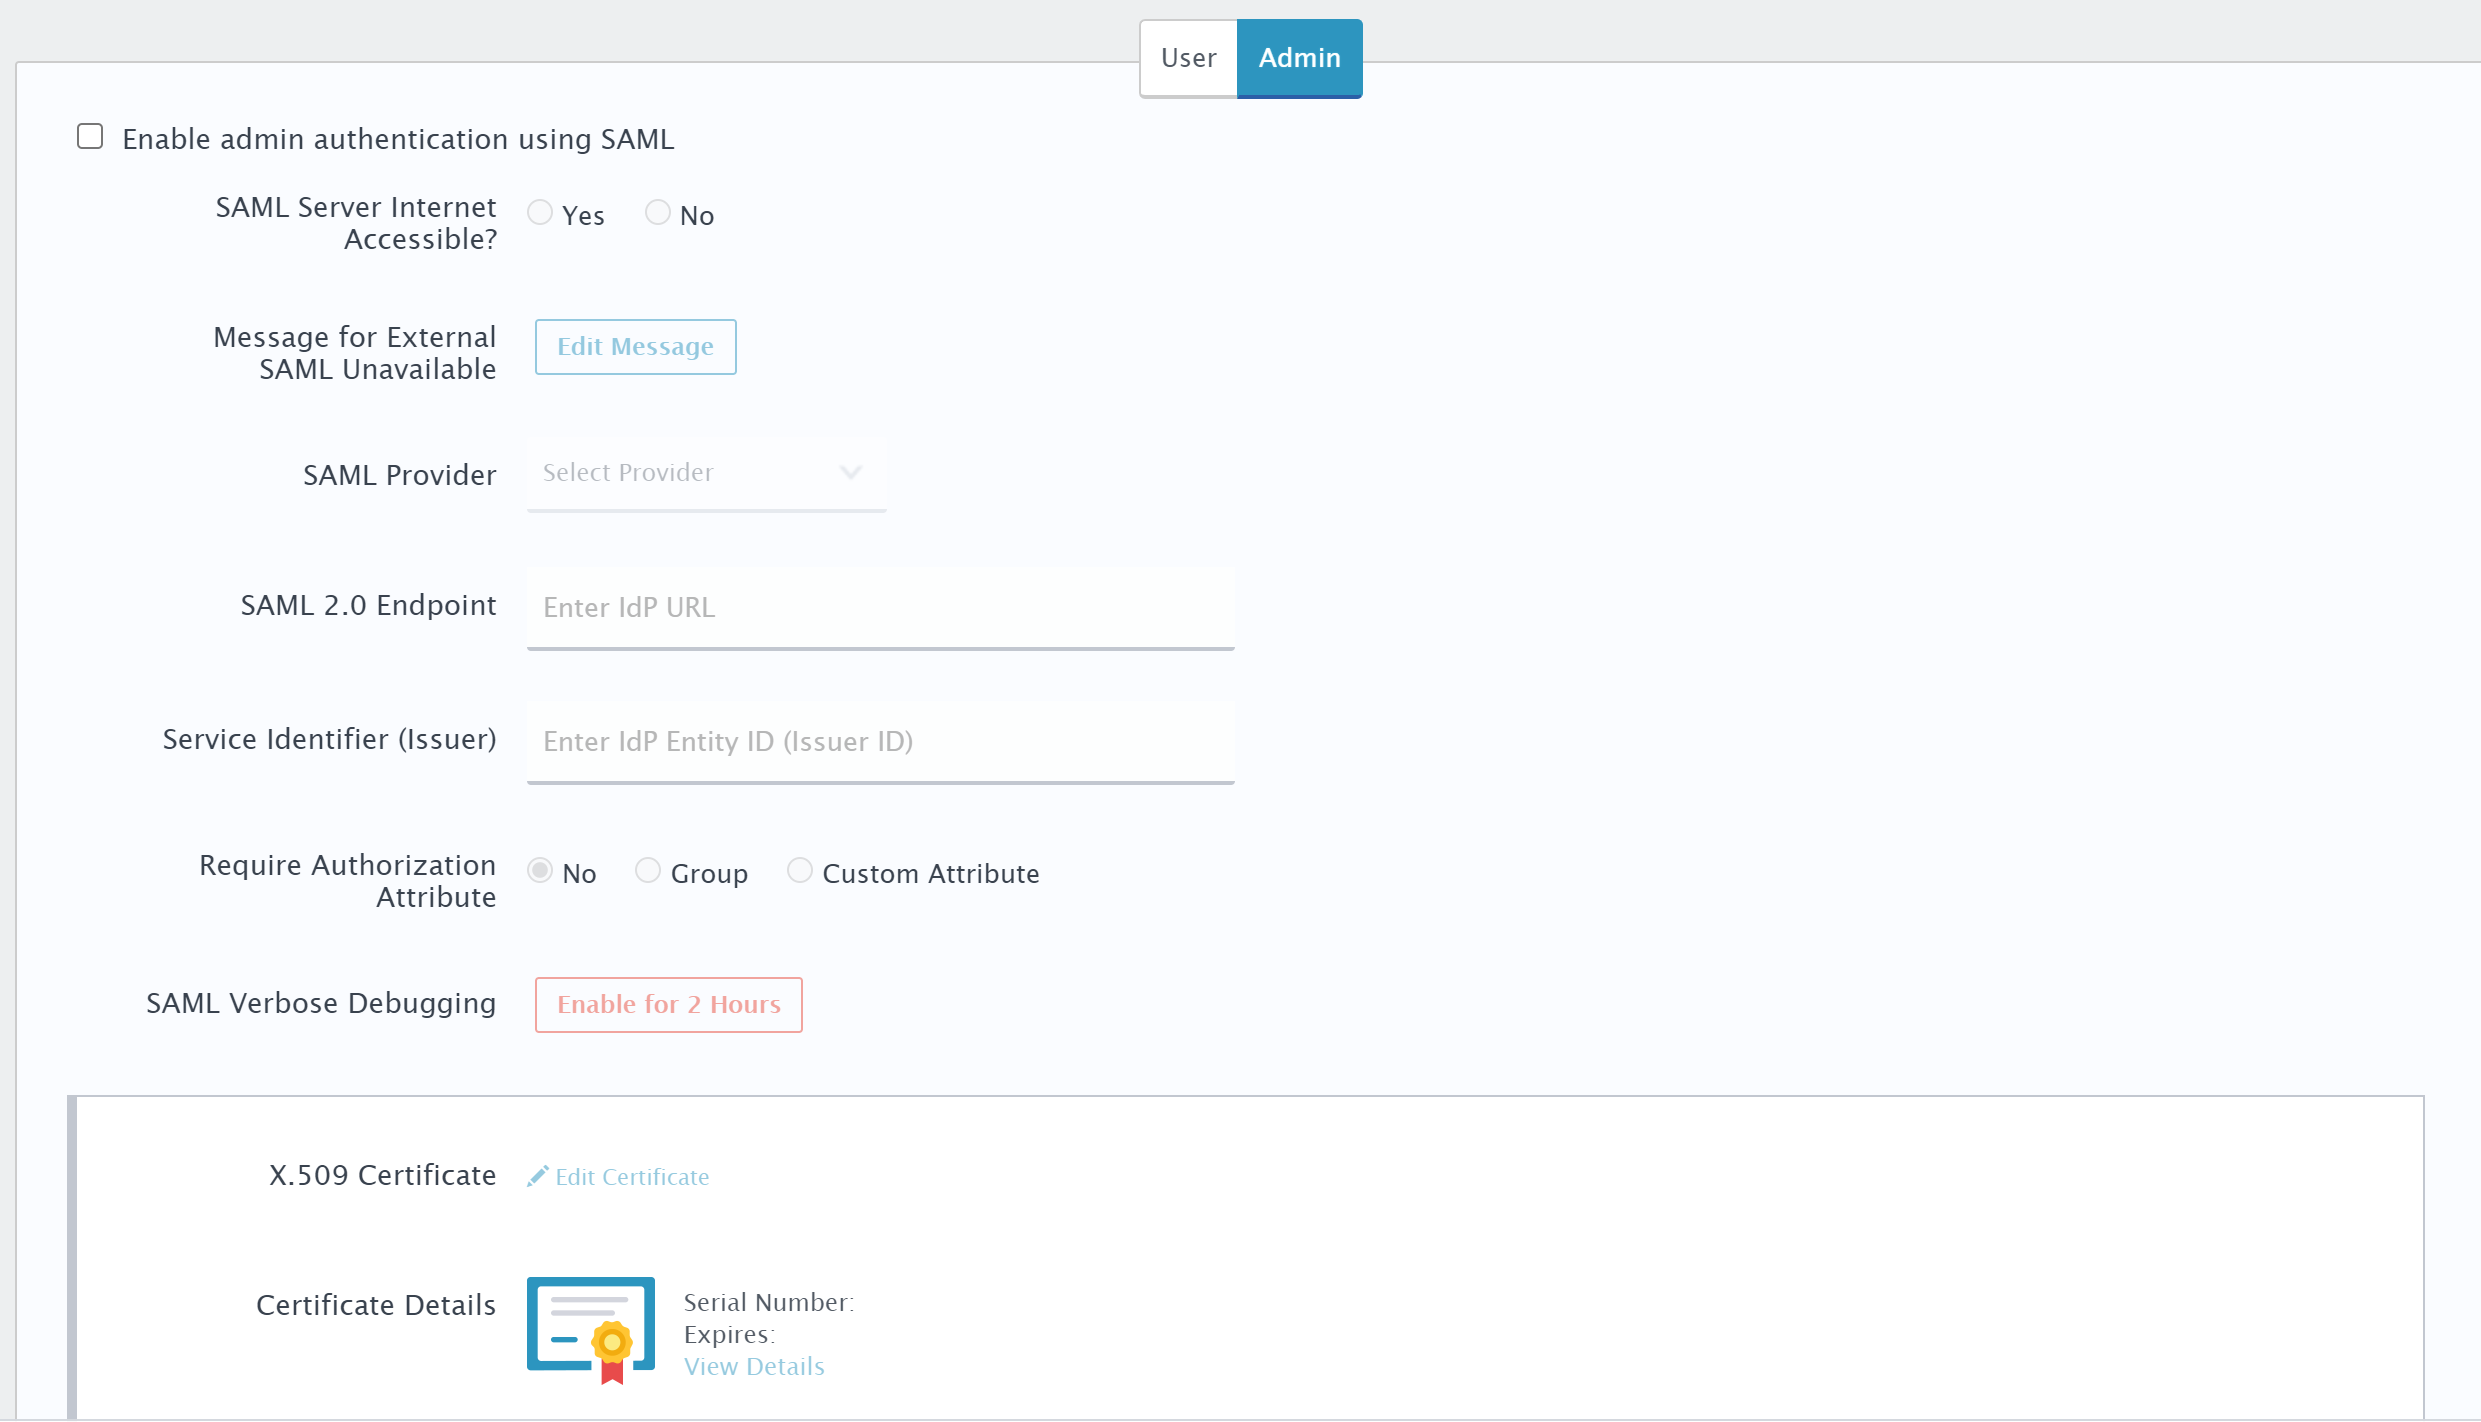 User Admin
Enable admin authentication using SAML
SAML Server Internet
Accessible?
Yes No
Message for External
SAML Unavailable
Edit Message
SAML Provider
Select Provider
SAML 2.0 Endpoint
Enter IdP URL
Service Identifier (Issuer)
Enter IdP Entity ID (Issuer ID)
Require Authorization
Attribute
No Group Custom Attribute
SAML Verbose Debugging
Enable for 2 Hours
X.509 Certificate
Edit Certificate
Certificate Details
Serial Number:
Expires:
View Details